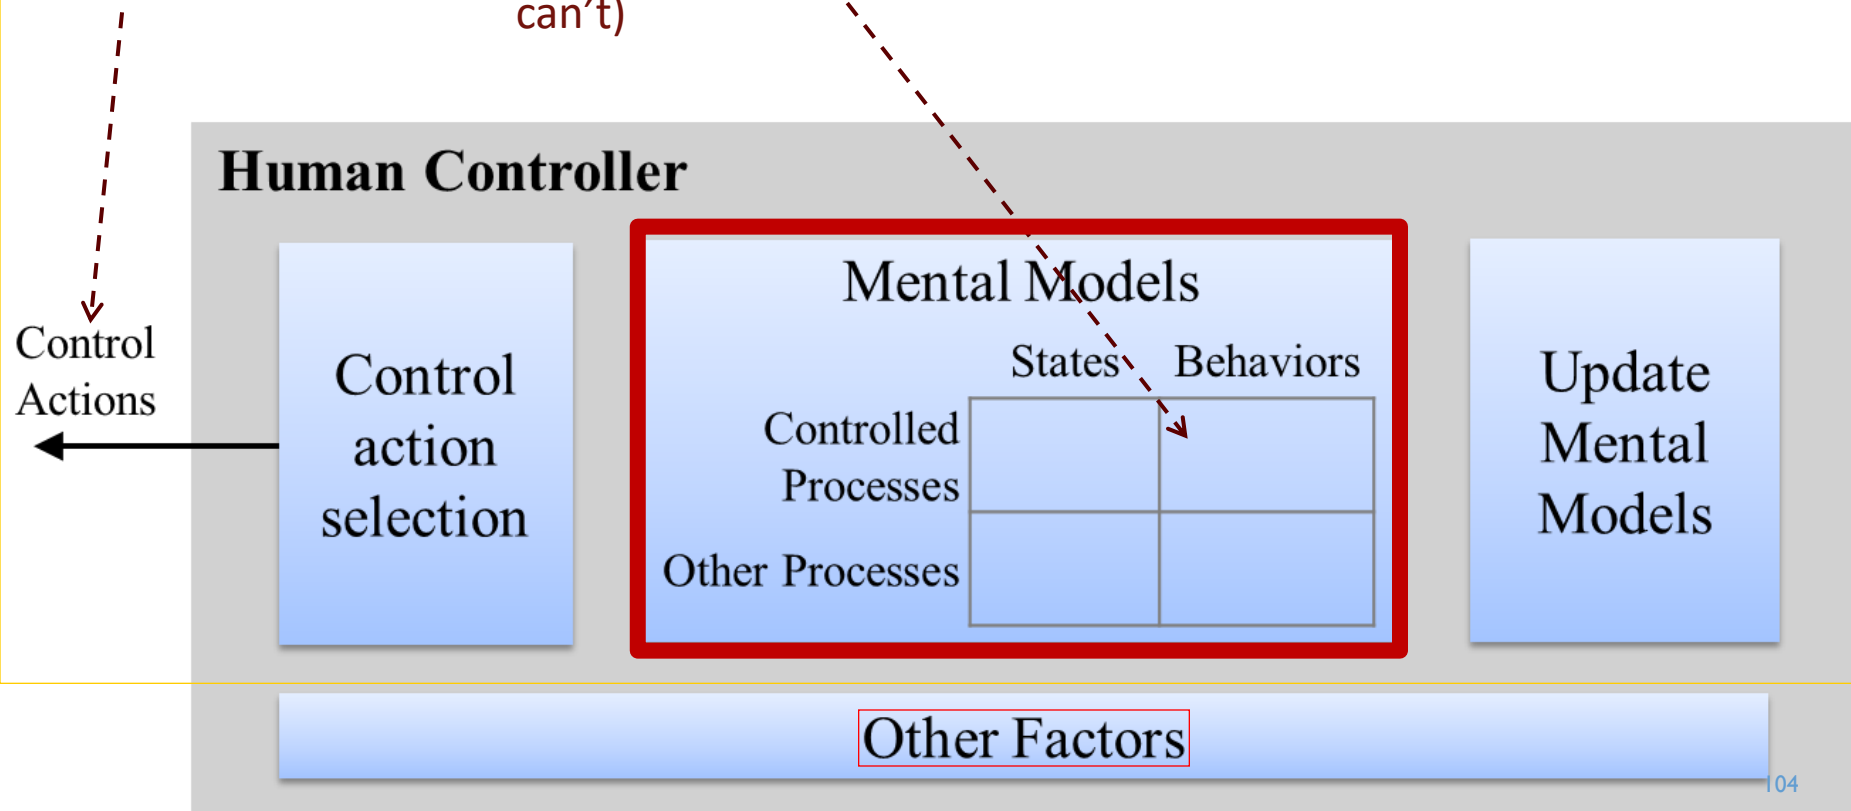 can’t)
Human Controller
Mental Models
States Behaviors
Control
Actions
Control
action
selection
Controlled
Processes
Other Processes
Update
Mental
Models
Other Factors
104